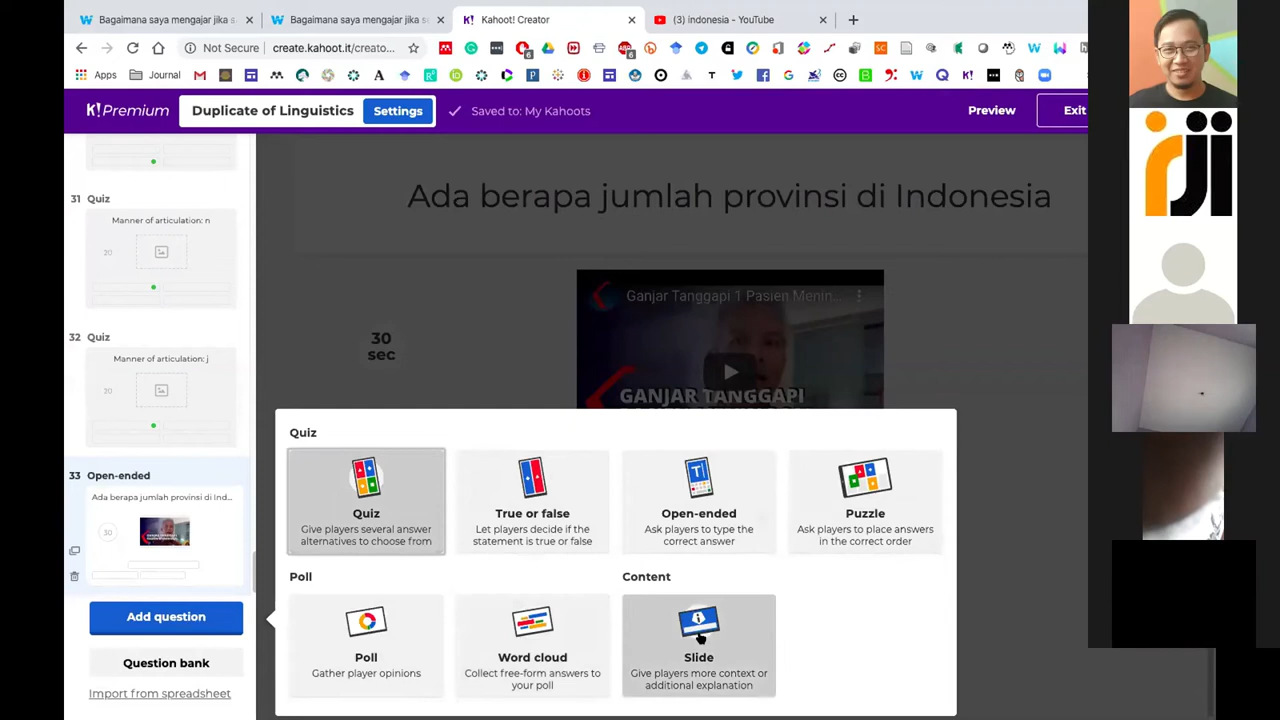 Bagaimana saya mengajar jika s
Bagaimana saya mengajar jika se
Kahoot! Creator
(3) indonesia - YouTube
Not Secure
create.kahoot.it/creato...
Apps
Journal
K! Premium
Duplicate of Linguistics
Settings
Saved to: My Kahoots
Preview
Exit
31 Quiz
Manner of articulation: n
30
32 Quiz
Manner of articulation: j
30
33 Open-ended
Ada berapa jumlah provinsi di Ind...
30
Add question
Question bank
Import from spreadsheet
Ada berapa jumlah provinsi di Indonesia
30
sec
Ganjar Tanggapi 1 Pasien Menin...
GANJAR TANGGAPI
Quiz
Quiz
Give players several answer
alternatives to choose from
True or false
Let players decide if the
statement is true or false
Open-ended
Ask players to type the
correct answer
Puzzle
Ask players to place answers
in the correct order
Poll
Content
Poll
Gather player opinions
Word cloud
Collect free-form answers to
your poll
Slide
Give players more context or
additional explanation
rji